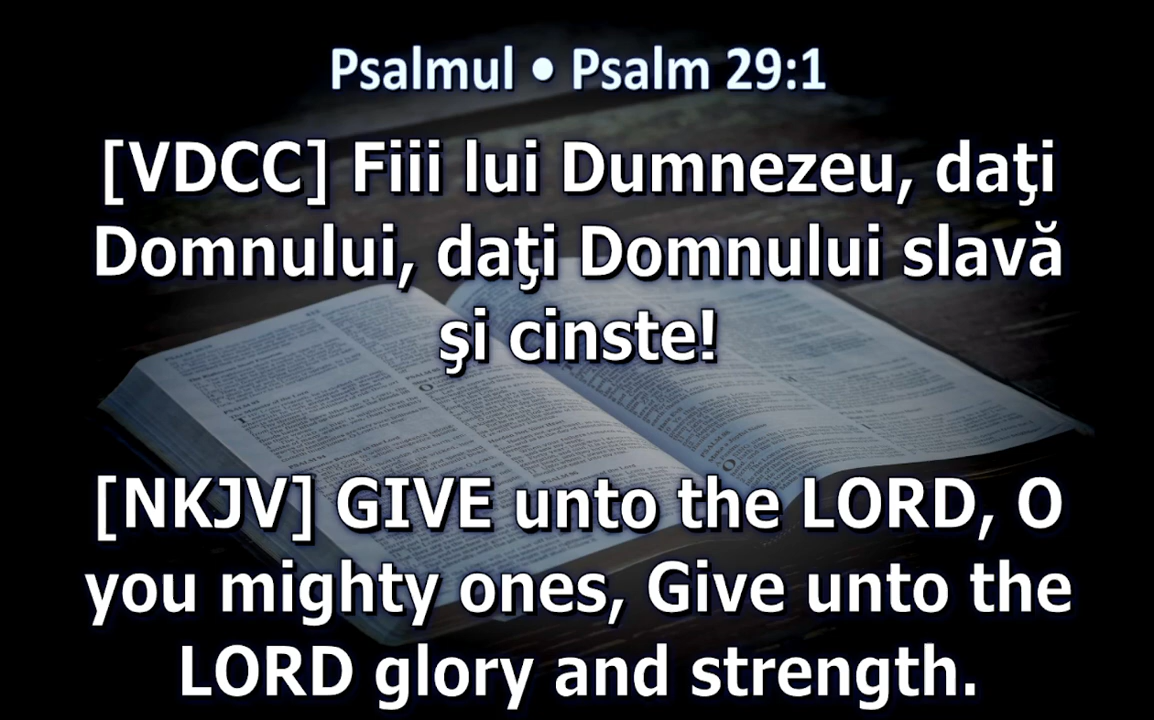 Psalmul • Psalm 29:1
[VDCC] Fiii lui Dumnezeu, daţi
Domnului, daţi Domnului slavă
şi cinste!
[NKJV] GIVE unto the LORD, O
you mighty ones, Give unto the
LORD glory and strength.